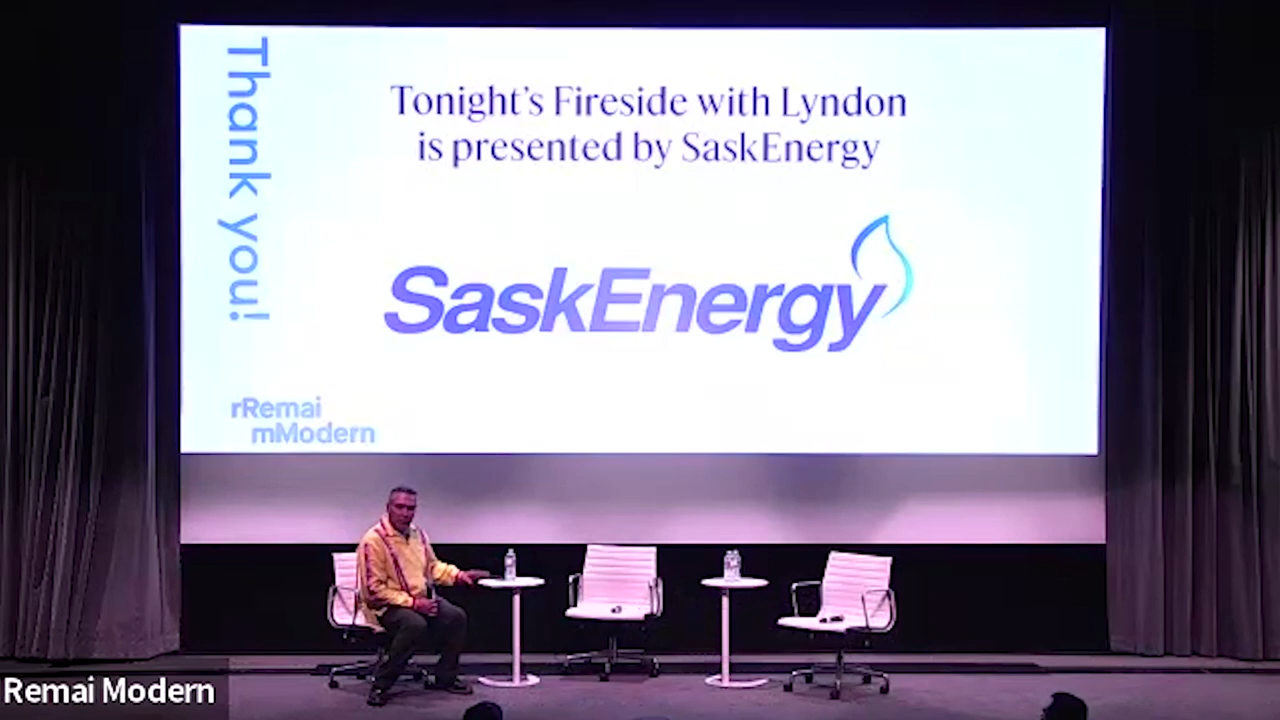 Thank you!
Tonight's Fireside with Lyndon
is presented by SaskEnergy
SaskEnergy
rRemai
mModern
Remai Modern